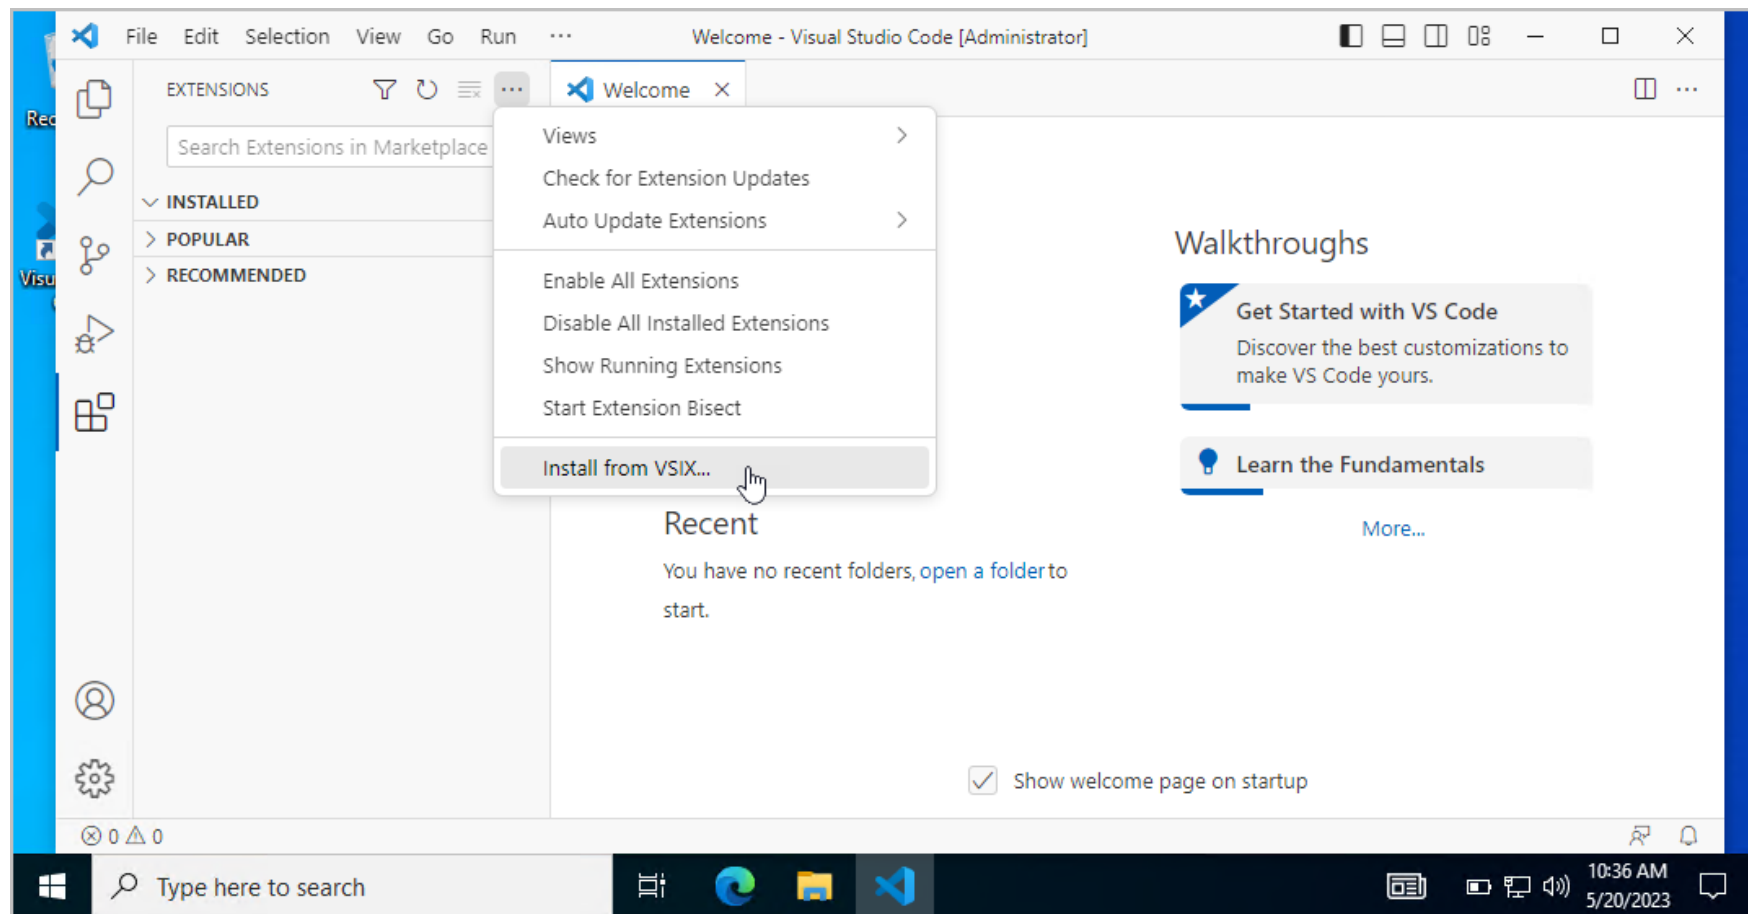 File Edit Selection View Go Run ··· Welcome - Visual Studio Code [Administrator]
EXTENSIONS
Welcome
Search Extensions in Marketplace
INSTALLED
POPULAR
RECOMMENDED
Views
Check for Extension Updates
Auto Update Extensions
Enable All Extensions
Disable All Installed Extensions
Show Running Extensions
Start Extension Bisect
Install from VSIX...
Recent
You have no recent folders, open a folder to
start.
Walkthroughs
Get Started with VS Code
Discover the best customizations to
make VS Code yours.
Learn the Fundamentals
More...
Show welcome page on startup
0 0
Type here to search
10:36 AM
5/20/2023